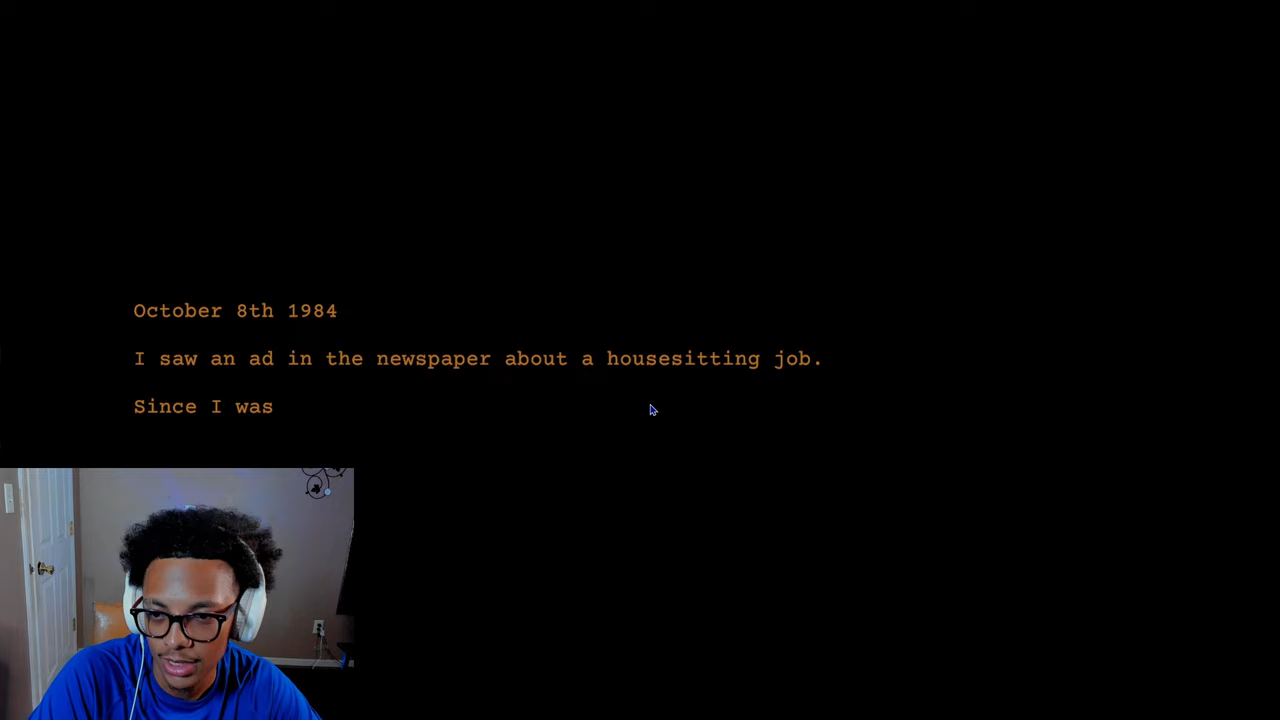 October 8th 1984
I saw an ad in the newspaper about a housesitting job.
Since I was